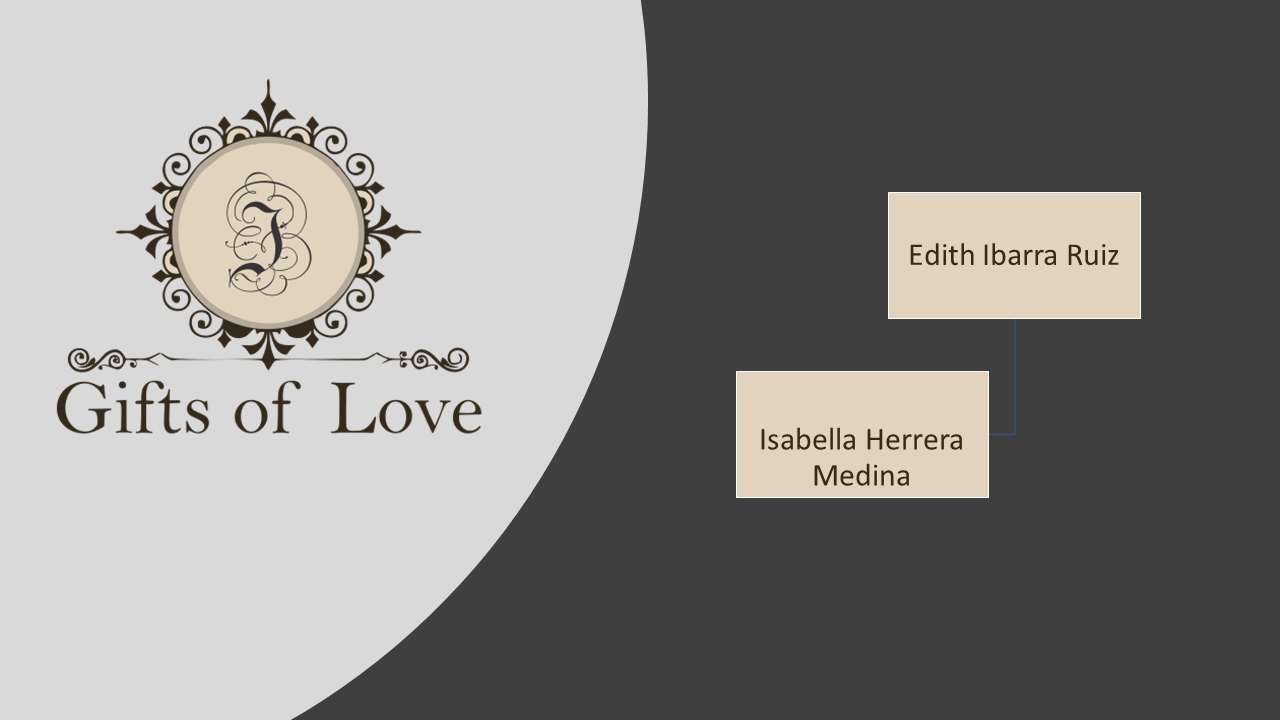 J
Gifts of Love
Edith Ibarra Ruiz
Isabella Herrera
Medina